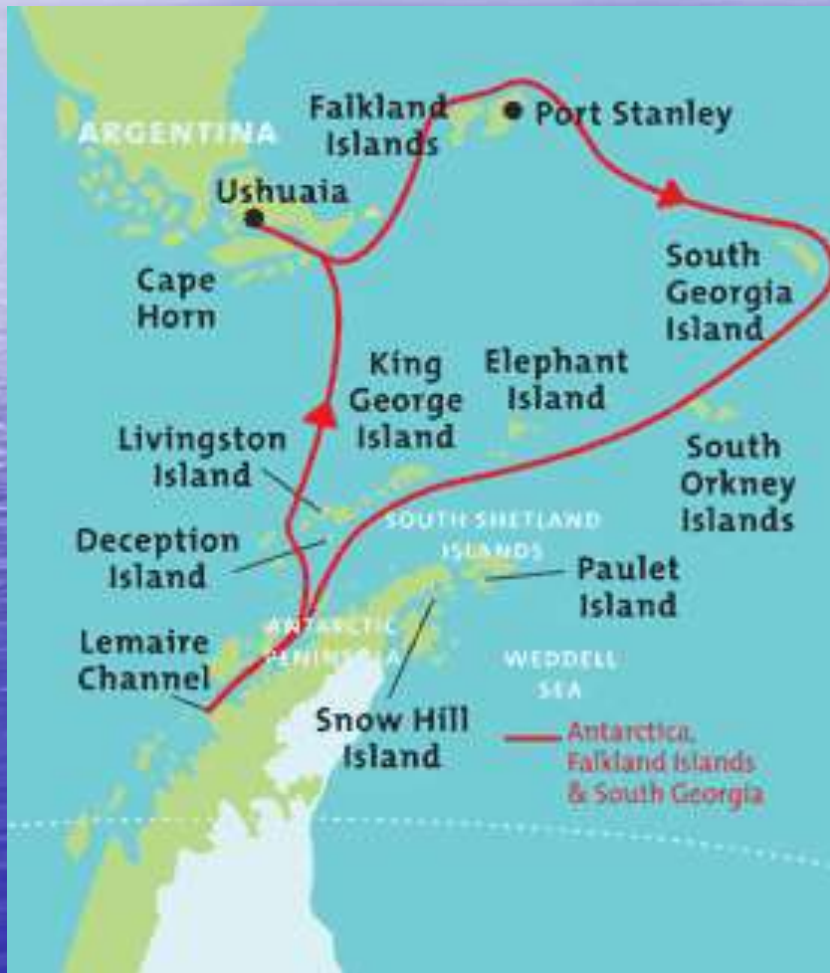 ARGENTINA
Falkland
Islands
Port Stanley
Ushuaia
Cape
Horn
South
Georgia
Island
King
George
Island
Elephant
Island
Livingston
Island
South
Orkney
Islands
Deception
Island
SOUTH SHETLAND
ISLANDS
Paulet
Island
ANTARCTIC
PENINSULA
Lemaire
Channel
WEDDELL
SEA
Snow Hill
Island
Antarctica,
Falkland Islands
& South Georgia